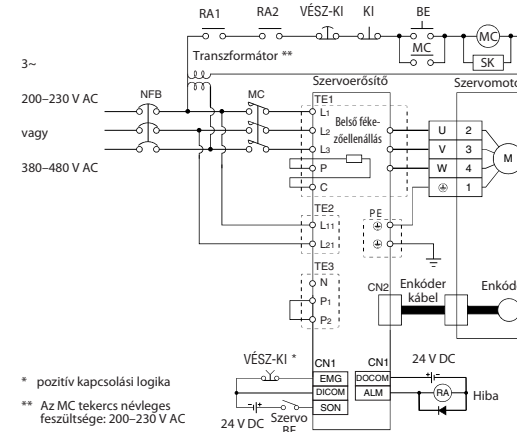 RA1 RA2 VÉSZ-KI KI BE
MC
MC
SK
Transzformátor **
3~
200–230 V AC
vagy
380–480 V AC
NFB
MC
Szervoerősítő
Szervomoto
TE1
L1
L2
L3
P
C
Belső féke-
zőellenállás
U 2
V 3
W 4
1
M
TE2
L11
L21
PE
TE3
N
P1
P2
CN2
Enkóder
kábel
Enkód
VÉSZ-KI *
CN1
CN1
24 V DC
EMG
DICOM
SON
DOCOM
ALM
RA
Hiba
24 V DC
Szervo
BE
* pozitív kapcsolási logika
** Az MC tekercs névleges
feszültsége: 200–230 V AC